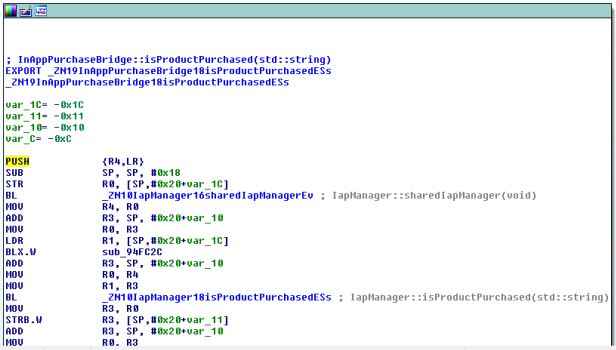 ; InAppPurchaseBridge::isProductPurchased(std::string)
EXPORT _ZN19InAppPurchaseBridge18isProductPurchasedESs
_ZN19InAppPurchaseBridge18isProductPurchasedESs
var_1C= -0x1C
var_11= -0x11
var_10= -0x10
var_C= -0xC
PUSH {R4,LR}
SUB SP, SP, #0x18
STR R0, [SP,#0x20+var_1C]
BL _ZN10IapManager16sharedIapManagerEv ; IapManager::sharedIapManager(void)
MOV R4, R0
ADD R3, SP, #0x20+var_10
MOV R0, R3
LDR R1, [SP,#0x20+var_1C]
BLX.W sub_94FC2C
ADD R3, SP, #0x20+var_10
MOV R0, R4
MOV R1, R3
BL _ZN10IapManager18isProductPurchasedESs ; IapManager::isProductPurchased(std::string)
MOV R3, R0
STRB.W R3, [SP,#0x20+var_11]
ADD R3, SP, #0x20+var_10
MOV R0, R3